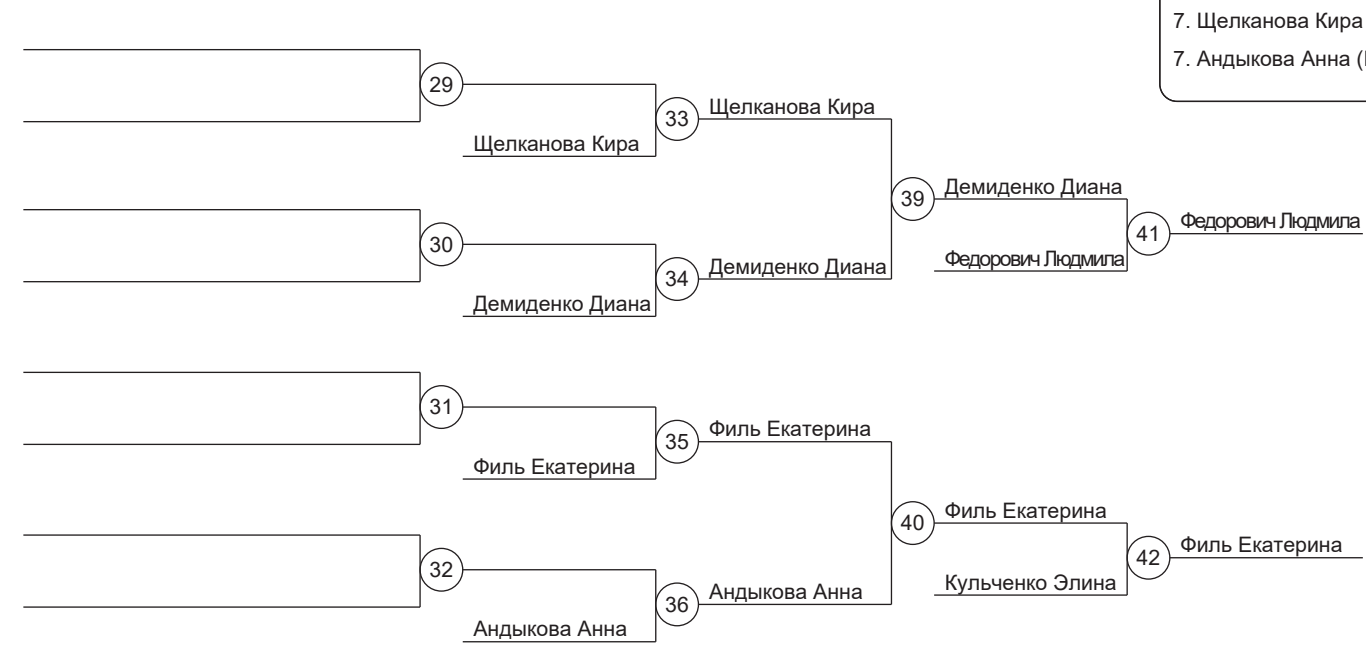 7. Щелканова Кира
7. Андыкова Анна (
29
33
Щелканова Кира
Щелканова Кира
39
Демиденко Диана
41
Федорович Людмила
30
Федорович Людмила
34
Демиденко Диана
Демиденко Диана
31
35
Филь Екатерина
Филь Екатерина
40
Филь Екатерина
42
Филь Екатерина
32
Кульченко Элина
36
Андыкова Анна
Андыкова Анна